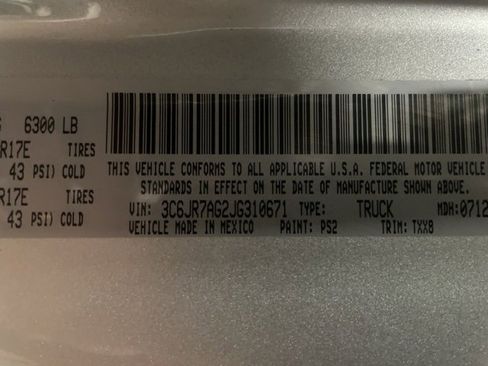 6300 LB
R17E TIRES
43 PSI) COLD
R17E TIRES
43 PSI) COLD
THIS VEHICLE CONFORMS TO ALL APPLICABLE U.S.A. FEDERAL MOTOR VEHICLE
STANDARDS IN EFFECT ON THE DATE OF MANUFACTURE SHOWN ABOVE.
VIN: 3C6JR7AG2JG310671 TYPE: TRUCK MDH:0712
VEHICLE MADE IN MEXICO PAINT: PS2 TRIM: TXX8